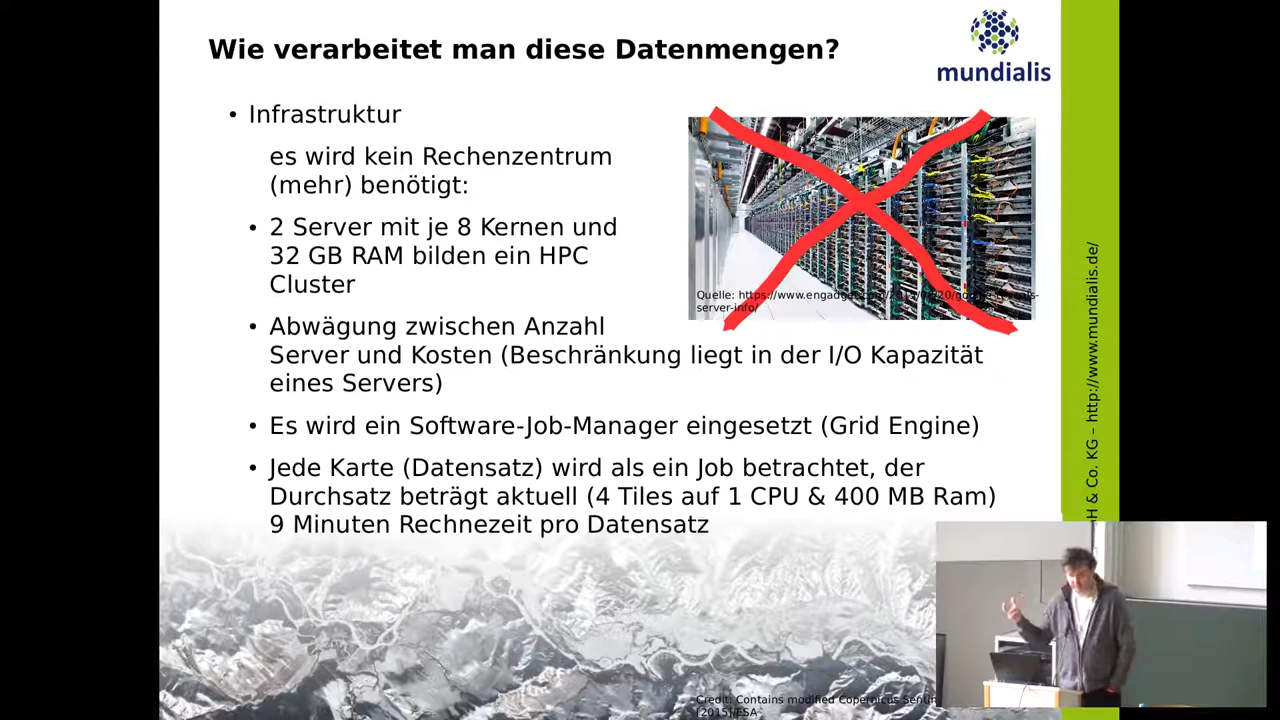 Wie verarbeitet man diese Datenmengen?
mundialis
• Infrastruktur
es wird kein Rechenzentrum
(mehr) benötigt:
• 2 Server mit je 8 Kernen und
32 GB RAM bilden ein HPC
Cluster
• Abwägung zwischen Anzahl
Server und Kosten (Beschränkung liegt in der I/O Kapazität
eines Servers)
• Es wird ein Software-Job-Manager eingesetzt (Grid Engine)
• Jede Karte (Datensatz) wird als ein Job betrachtet, der
Durchsatz beträgt aktuell (4 Tiles auf 1 CPU & 400 MB Ram)
9 Minuten Rechnezeit pro Datensatz
Quelle: https://www.engadget
server-info/
H & Co. KG – http://www.mundialis.de/
Credit: Contains modified Copernicus Sentin
[2015]/ESA